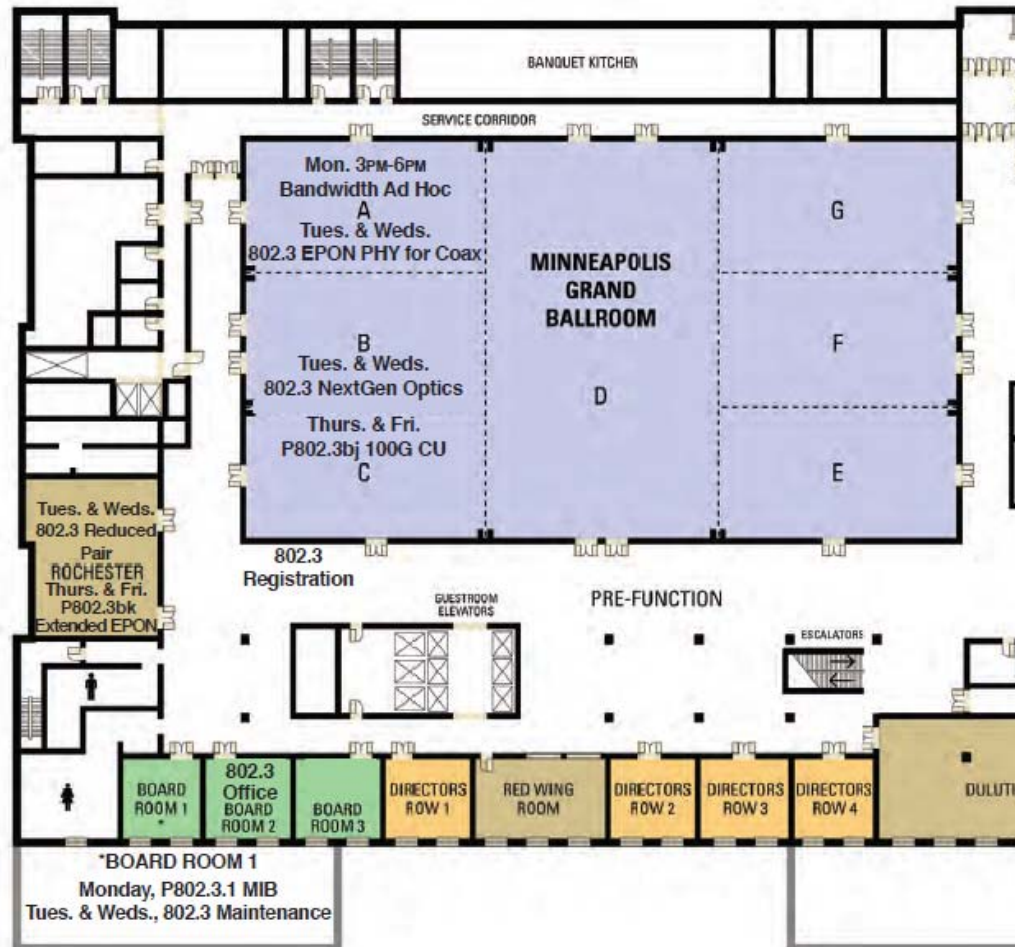 BANQUET KITCHEN
SERVICE CORRIDOR
Mon. 3PM-6PM
Bandwidth Ad Hoc
A
Tues. & Weds.
802.3 EPON PHY for Coax
G
MINNEAPOLIS
GRAND
BALLROOM
B
Tues. & Weds.
802.3 NextGen Optics
F
D
Thurs. & Fri.
P802.3bj 100G CU
C
E
Tues. & Weds.
802.3 Reduced
Pair
ROCHESTER
Thurs. & Fri.
P802.3bk
Extended EPON
802.3
Registration
GUESTROOM
ELEVATORS
PRE-FUNCTION
ESCALATORS
BOARD
ROOM 1
*
802.3
Office
BOARD
ROOM 2
BOARD
ROOM 3
DIRECTORS
ROW 1
RED WING
ROOM
DIRECTORS
ROW 2
DIRECTORS
ROW 3
DIRECTORS
ROW 4
DULUT
*BOARD ROOM 1
Monday, P802.3.1 MIB
Tues. & Weds., 802.3 Maintenance